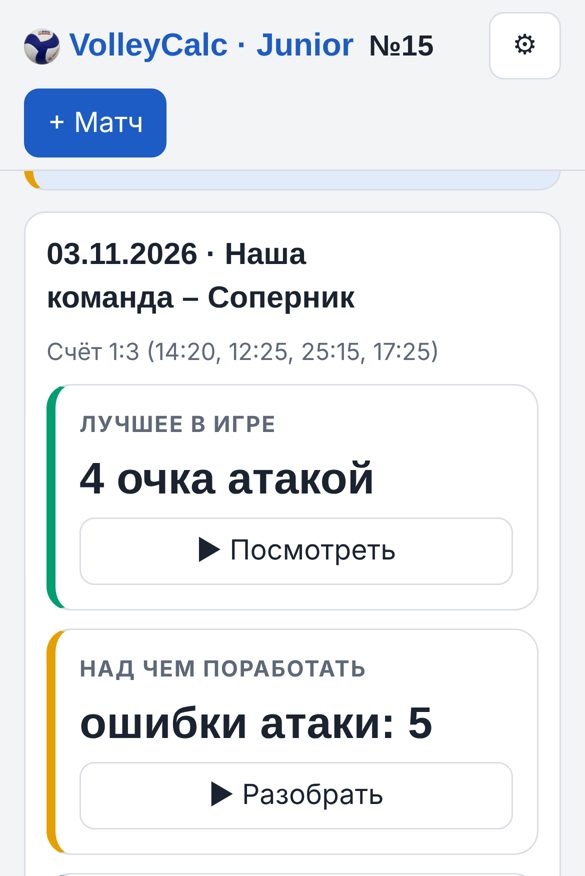 VolleyCalc · Junior №15
+ Матч
03.11.2026 · Наша
команда – Соперник
Счёт 1:3 (14:20, 12:25, 25:15, 17:25)
ЛУЧШЕЕ В ИГРЕ
4 очка атакой
▶ Посмотреть
НАД ЧЕМ ПОРАБОТАТЬ
ошибки атаки: 5
▶ Разобрать